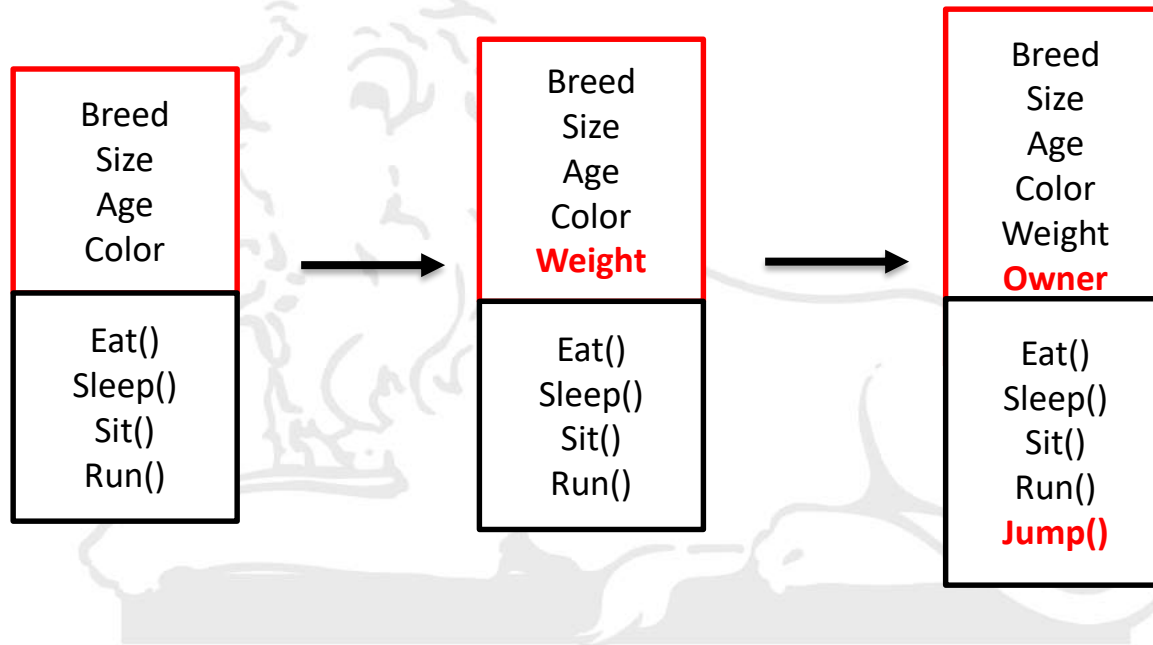 Breed
Size
Age
Color
Eat()
Sleep()
Sit()
Run()
Breed
Size
Age
Color
Weight
Eat()
Sleep()
Sit()
Run()
Breed
Size
Age
Color
Weight
Owner
Eat()
Sleep()
Sit()
Run()
Jump()